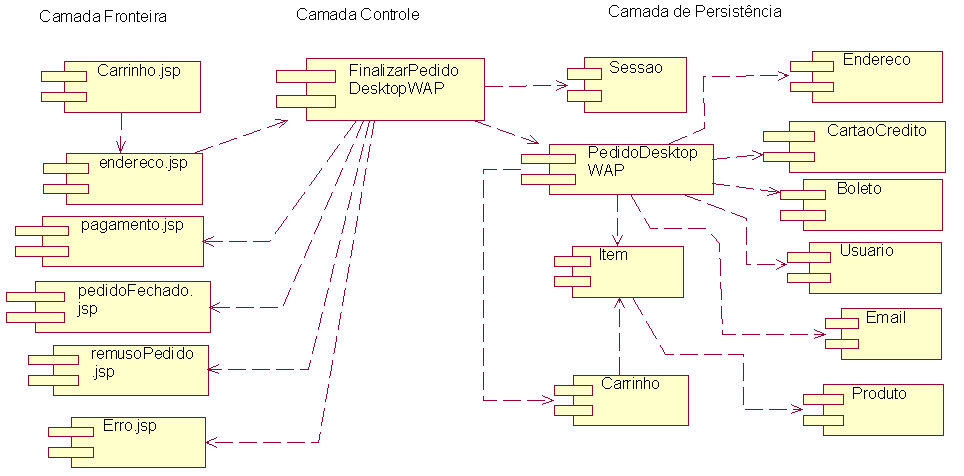 Camada Fronteira
Camada Controle
Camada de Persistência
Carrinho.jsp
endereco.jsp
pagamento.jsp
pedidoFechado.
jsp
remusoPedido
.jsp
Erro.jsp
FinalizarPedido
DesktopWAP
Sessao
PedidoDesktop
WAP
Item
Carrinho
Endereco
CartaoCredito
Boleto
Usuario
Email
Produto